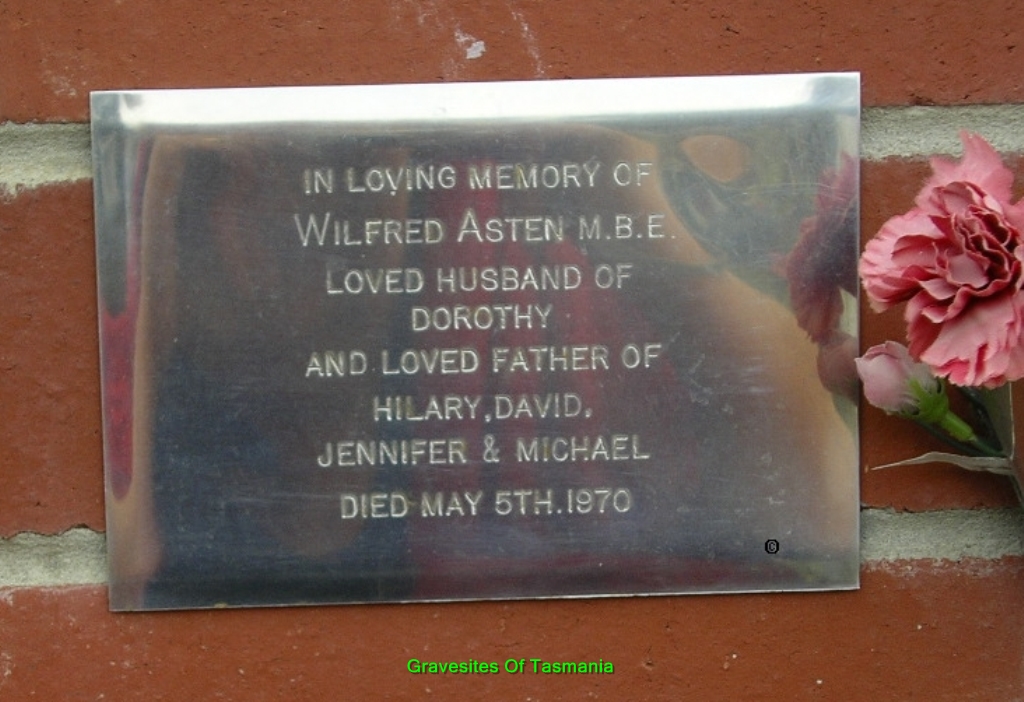 IN LOVING MEMORY OF
WILFRED ASTEN M.B.E.
LOVED HUSBAND OF
DOROTHY
AND LOVED FATHER OF
HILARY, DAVID,
JENNIFER & MICHAEL
DIED MAY 5TH. 1970
©
Gravesites Of Tasmania